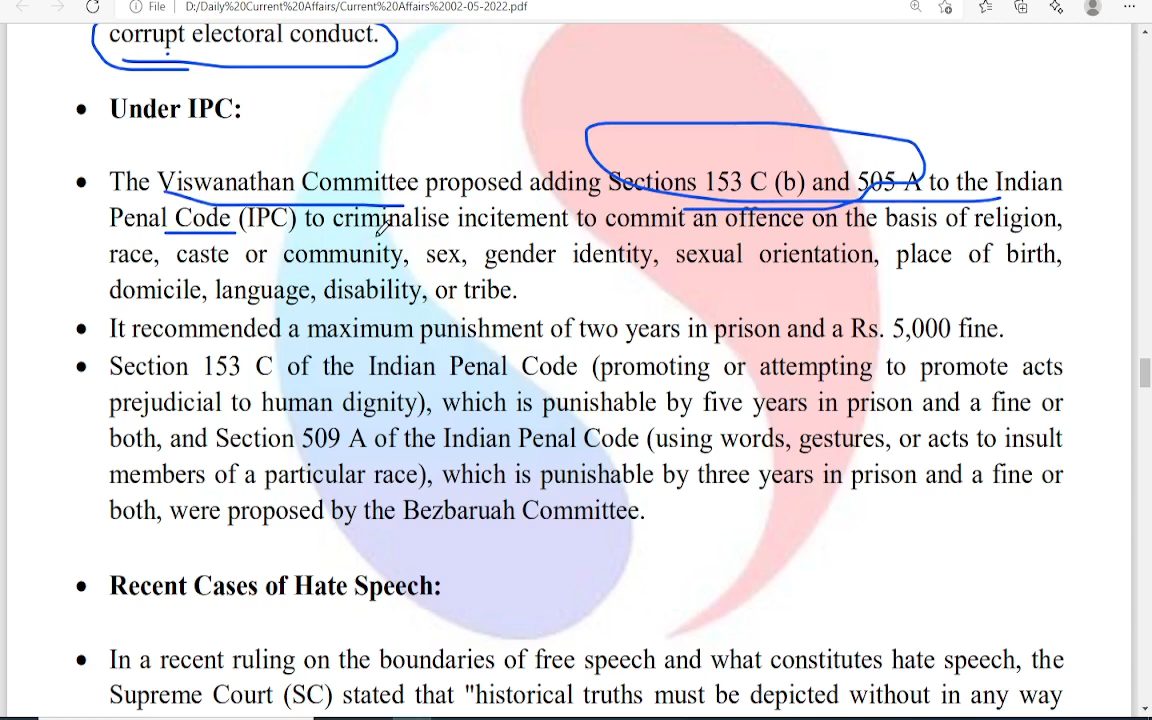 File
D:/Daily%20Current%20Affairs/Current%20Affairs%2002-05-2022.pdf
corrupt electoral conduct.
• Under IPC:
• The Viswanathan Committee proposed adding Sections 153 C (b) and 505 A to the Indian
Penal Code (IPC) to criminalise incitement to commit an offence on the basis of religion,
race, caste or community, sex, gender identity, sexual orientation, place of birth,
domicile, language, disability, or tribe.
• It recommended a maximum punishment of two years in prison and a Rs. 5,000 fine.
• Section 153 C of the Indian Penal Code (promoting or attempting to promote acts
prejudicial to human dignity), which is punishable by five years in prison and a fine or
both, and Section 509 A of the Indian Penal Code (using words, gestures, or acts to insult
members of a particular race), which is punishable by three years in prison and a fine or
both, were proposed by the Bezbaruah Committee.
• Recent Cases of Hate Speech:
• In a recent ruling on the boundaries of free speech and what constitutes hate speech, the
Supreme Court (SC) stated that "historical truths must be depicted without in any way